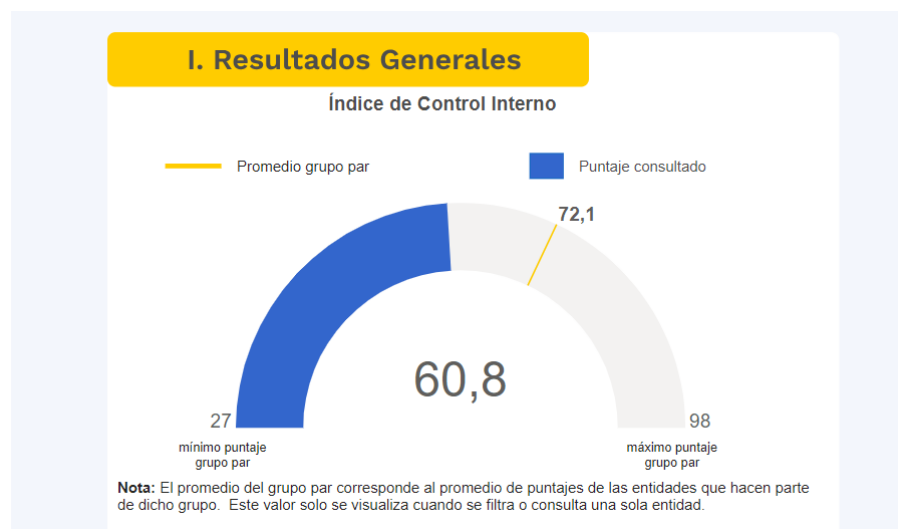 I. Resultados Generales
Índice de Control Interno
Promedio grupo par
Puntaje consultado
72,1
60,8
27
98
mínimo puntaje
grupo par
máximo puntaje
grupo par
Nota: El promedio del grupo par corresponde al promedio de puntajes de las entidades que hacen parte
de dicho grupo.  Este valor solo se visualiza cuando se filtra o consulta una sola entidad.